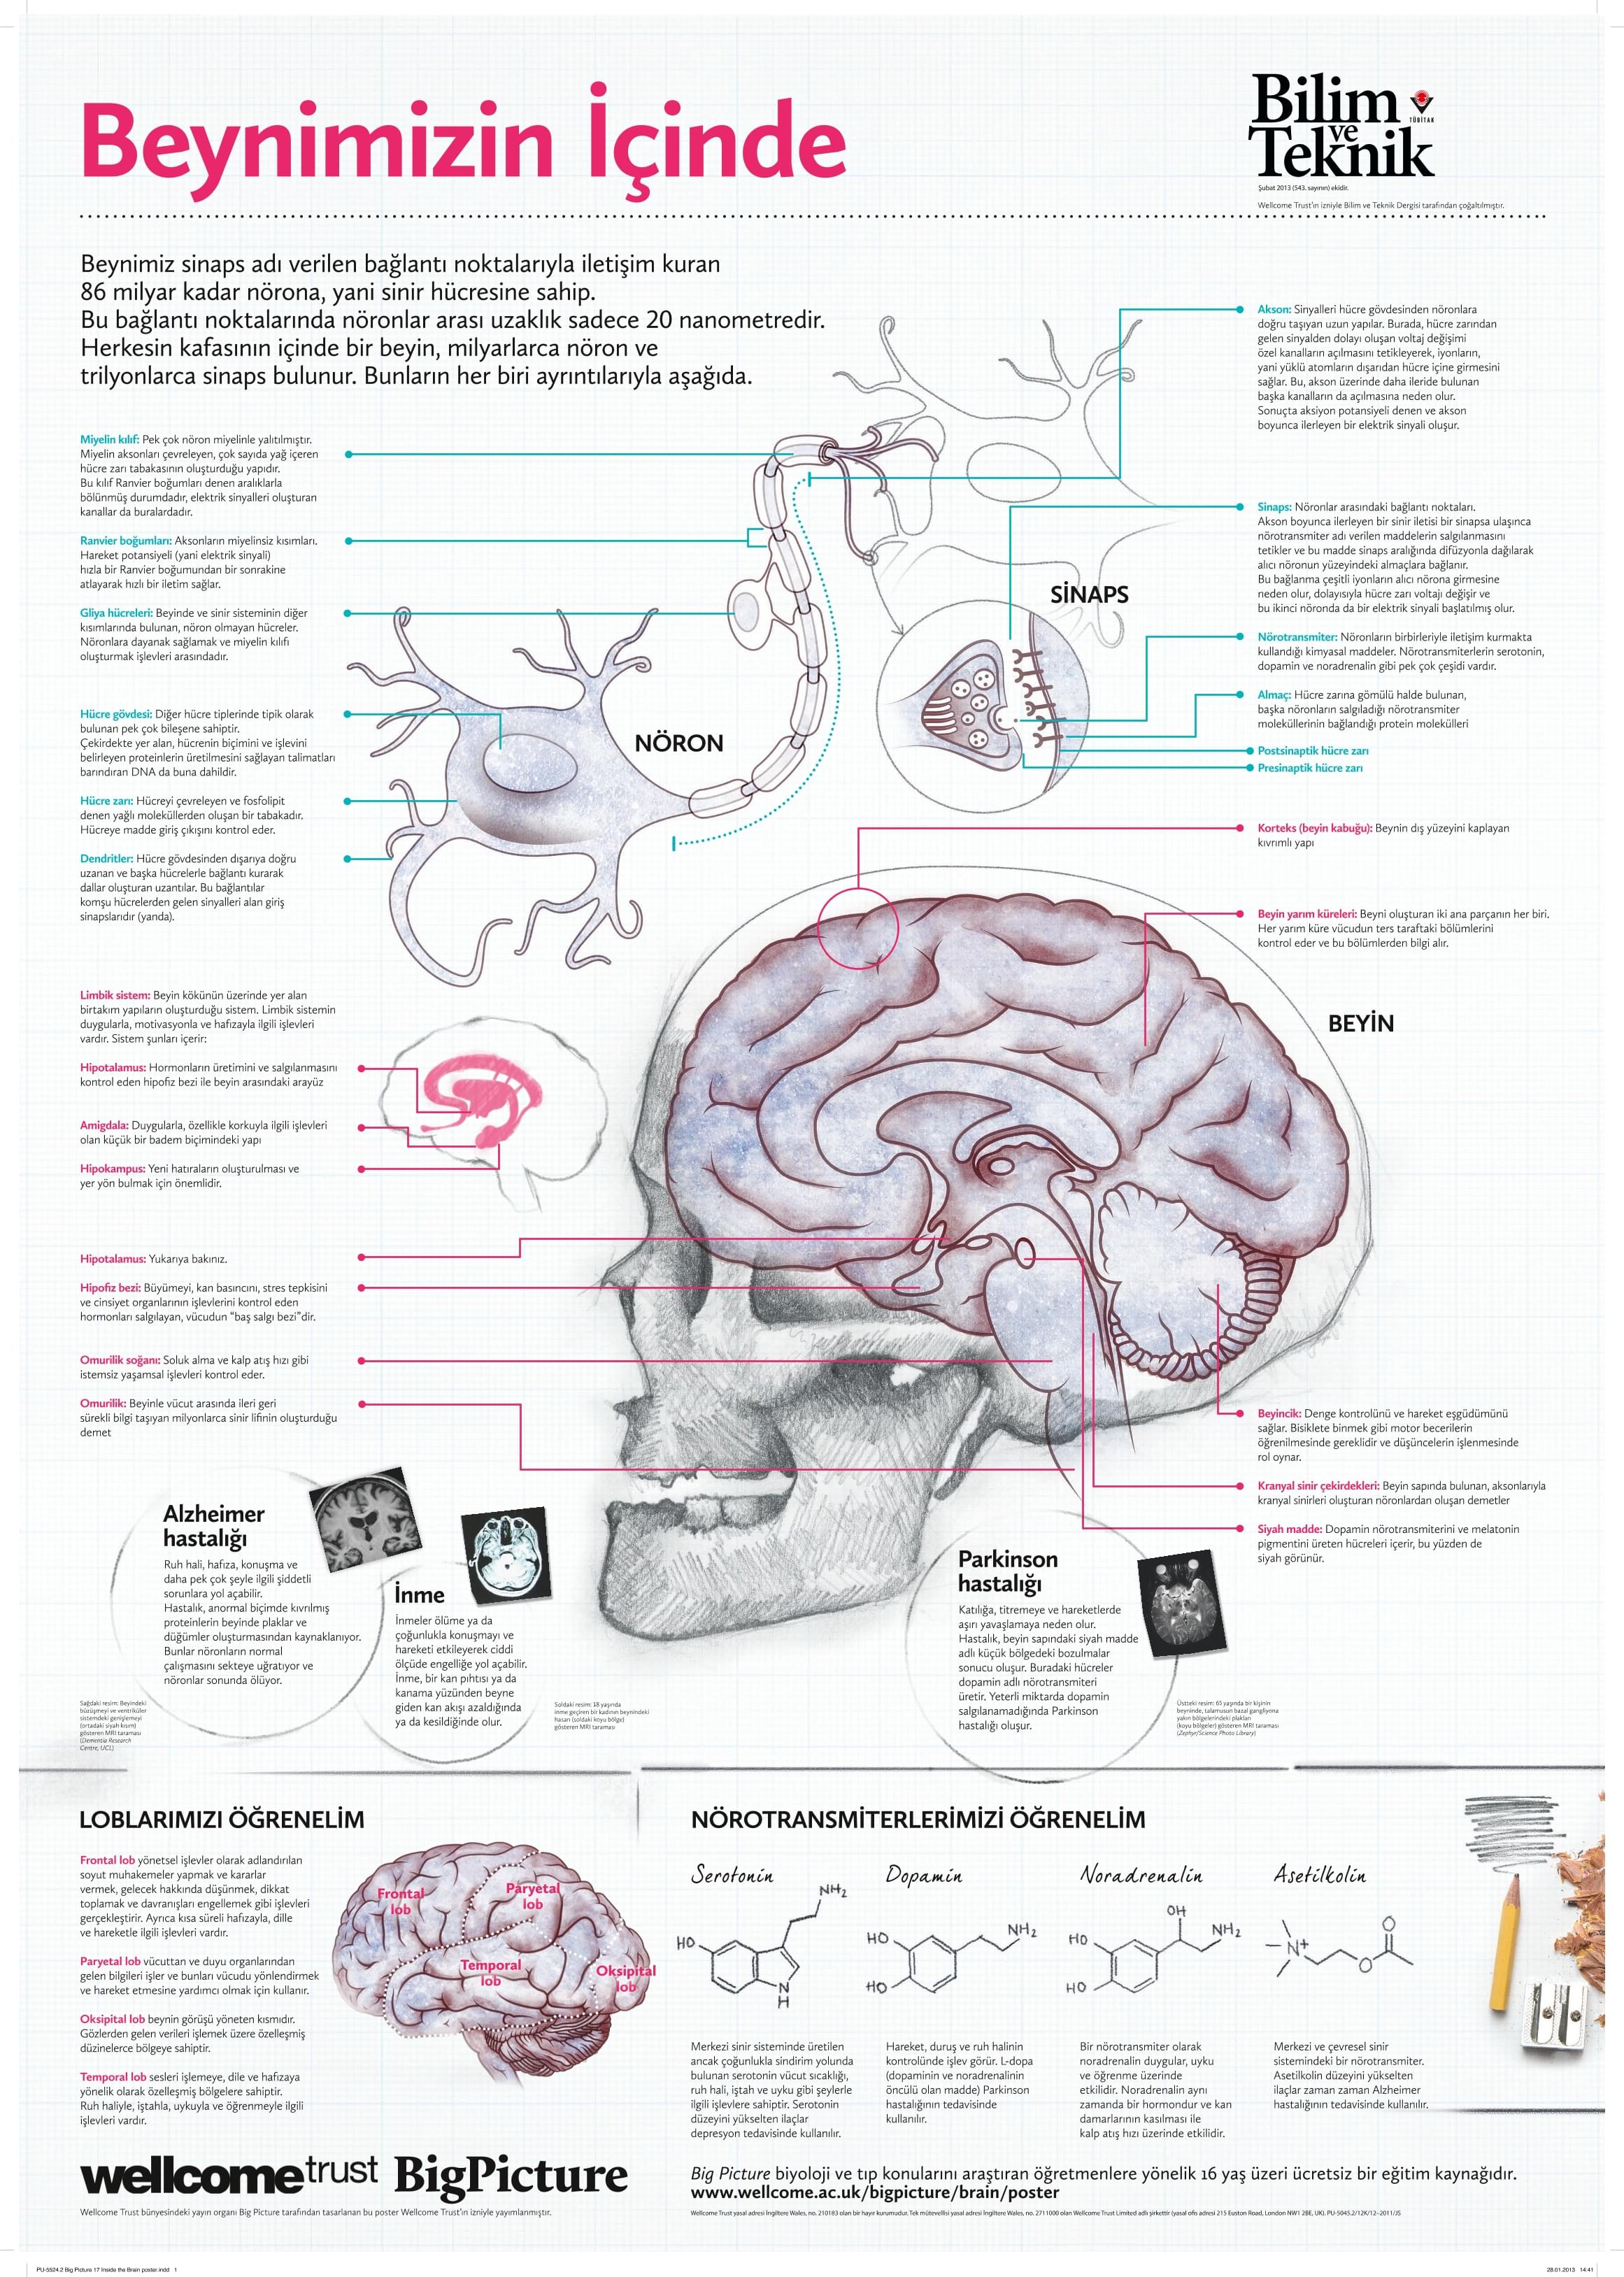 Beynimizin İçinde
Bilim
ve
Teknik
TÜBİTAK
Şubat 2013 (543. sayının) ekidir.
Wellcome Trust'ın izniyle Bilim ve Teknik Dergisi tarafından çoğaltılmıştır.
Beynimiz sinaps adı verilen bağlantı noktalarıyla iletişim kuran
86 milyar kadar nörona, yani sinir hücresine sahip.
Bu bağlantı noktalarında nöronlar arası uzaklık sadece 20 nanometredir.
Herkesin kafasının içinde bir beyin, milyarlarca nöron ve
trilyonlarca sinaps bulunur. Bunların her biri ayrıntılarıyla aşağıda.
Miyelin kılıf: Pek çok nöron miyelinle yalıtılmıştır.
Miyelin aksonları çevreleyen, çok sayıda yağ içeren
hücre zarı tabakasının oluşturduğu yapıdır.
Bu kılıf Ranvier boğumları denen aralıklarla
bölünmüş durumdadır, elektrik sinyalleri oluşturan
kanallar da buralardadır.
Ranvier boğumları: Aksonların miyelinsiz kısımları.
Hareket potansiyeli (yani elektrik sinyali)
hızla bir Ranvier boğumundan bir sonrakine
atlayarak hızlı bir iletim sağlar.
Gliya hücreleri: Beyinde ve sinir sisteminin diğer
kısımlarında bulunan, nöron olmayan hücreler.
Nöronlara dayanak sağlamak ve miyelin kılıfı
oluşturmak işlevleri arasındadır.
Hücre gövdesi: Diğer hücre tiplerinde tipik olarak
bulunan pek çok bileşene sahiptir.
Çekirdekte yer alan, hücrenin biçimini ve işlevini
belirleyen proteinlerin üretilmesini sağlayan talimatları
barındıran DNA da buna dahildir.
Hücre zarı: Hücreyi çevreleyen ve fosfolipit
denen yağlı moleküllerden oluşan bir tabakadır.
Hücreye madde giriş çıkışını kontrol eder.
Dendritler: Hücre gövdesinden dışarıya doğru
uzanan ve başka hücrelerle bağlantı kurarak
dallar oluşturan uzantılar. Bu bağlantılar
komşu hücrelerden gelen sinyalleri alan giriş
sinapslarıdır (yanda).
NÖRON
SİNAPS
Akson: Sinyalleri hücre gövdesinden nöronlara
doğru taşıyan uzun yapılar. Burada, hücre zarından
gelen sinyalden dolayı oluşan voltaj değişimi
özel kanalların açılmasını tetikleyerek, iyonların,
yani yüklü atomların dışarıdan hücre içine girmesini
sağlar. Bu, akson üzerinde daha ileride bulunan
başka kanalların da açılmasına neden olur.
Sonuçta aksiyon potansiyeli denen ve akson
boyunca ilerleyen bir elektrik sinyali oluşur.
Sinaps: Nöronlar arasındaki bağlantı noktaları.
Akson boyunca ilerleyen bir sinir iletisi bir sinapsa ulaşınca
nörotransmiter adı verilen maddelerin salgılanmasını
tetikler ve bu madde sinaps aralığında difüzyonla dağılarak
alıcı nöronun yüzeyindeki almaçlara bağlanır.
Bu bağlanma çeşitli iyonların alıcı nörona girmesine
neden olur, dolayısıyla hücre zarı voltajı değişir ve
bu ikinci nöronda da bir elektrik sinyali başlatılmış olur.
Nörotransmiter: Nöronların birbirleriyle iletişim kurmakta
kullandığı kimyasal maddeler. Nörotransmiterlerin serotonin,
dopamin ve noradrenalin gibi pek çok çeşidi vardır.
Almaç: Hücre zarına gömülü halde bulunan,
başka nöronların salgıladığı nörotransmiter
moleküllerinin bağlandığı protein molekülleri
Postsinaptik hücre zarı
Presinaptik hücre zarı
Korteks (beyin kabuğu): Beynin dış yüzeyini kaplayan
kıvrımlı yapı
Beyin yarım küreleri: Beyni oluşturan iki ana parçanın her biri.
Her yarım küre vücudun ters taraftaki bölümlerini
kontrol eder ve bu bölümlerden bilgi alır.
BEYİN
Limbik sistem: Beyin kökünün üzerinde yer alan
birtakım yapıların oluşturduğu sistem. Limbik sistemin
duygularla, motivasyonla ve hafızayla ilgili işlevleri
vardır. Sistem şunları içerir:
Hipotalamus: Hormonların üretimini ve salgılanmasını
kontrol eden hipofiz bezi ile beyin arasındaki arayüz
Amigdala: Duygularla, özellikle korkuyla ilgili işlevleri
olan küçük bir badem biçimindeki yapı
Hipokampus: Yeni hatıraların oluşturulması ve
yer yön bulmak için önemlidir.
Hipotalamus: Yukarıya bakınız.
Hipofiz bezi: Büyümeyi, kan basıncını, stres tepkisini
ve cinsiyet organlarının işlevlerini kontrol eden
hormonları salgılayan, vücudun "baş salgı bezi"dir.
Omurilik soğanı: Soluk alma ve kalp atış hızı gibi
istemsiz yaşamsal işlevleri kontrol eder.
Omurilik: Beyinle vücut arasında ileri geri
sürekli bilgi taşıyan milyonlarca sinir lifinin oluşturduğu
demet
Beyincik: Denge kontrolünü ve hareket eşgüdümünü
sağlar. Bisiklete binmek gibi motor becerilerin
öğrenilmesinde gereklidir ve düşüncelerin işlenmesinde
rol oynar.
Kranyal sinir çekirdekleri: Beyin sapında bulunan, aksonlarıyla
kranyal sinirleri oluşturan nöronlardan oluşan demetler
Siyah madde: Dopamin nörotransmiterini ve melatonin
pigmentini üreten hücreleri içerir, bu yüzden de
siyah görünür.
Alzheimer
hastalığı
Ruh hali, hafıza, konuşma ve
daha pek çok şeyle ilgili şiddetli
sorunlara yol açabilir.
Hastalık, anormal biçimde kıvrılmış
proteinlerin beyinde plaklar ve
düğümler oluşturmasından kaynaklanıyor.
Bunlar nöronların normal
çalışmasını sekteye uğratıyor ve
nöronlar sonunda ölüyor.
Sağdaki resim: Beyindeki
büzüşmeyi ve ventriküler
sistemdeki genişlemeyi
(ortadaki siyah kısım)
gösteren MRI taraması
(Dementia Research
Centre, UCL)
İnme
İnmeler ölüme ya da
çoğunlukla konuşmayı ve
hareketi etkileyerek ciddi
ölçüde engelliğe yol açabilir.
İnme, bir kan pıhtısı ya da
kanama yüzünden beyne
giden kan akışı azaldığında
ya da kesildiğinde olur.
Soldaki resim: 38 yaşında
inme geçiren bir kadının beynindeki
hasarı (soldaki koyu bölge)
gösteren MRI taraması
Parkinson
hastalığı
Katılığa, titremeye ve hareketlerde
aşırı yavaşlamaya neden olur.
Hastalık, beyin sapındaki siyah madde
adlı küçük bölgedeki bozulmalar
sonucu oluşur. Buradaki hücreler
dopamin adlı nörotransmiteri
üretir. Yeterli miktarda dopamin
salgılanamadığında Parkinson
hastalığı oluşur.
Üstteki resim: 65 yaşında bir kişinin
beyninde, talamusun bazal gangliyona
yakın bölgelerindeki plakları
(koyu bölgeler) gösteren MRI taraması
(Zephyr/Science Photo Library)
LOBLARIMIZI ÖĞRENELİM
Frontal lob yönetsel işlevler olarak adlandırılan
soyut muhakemeler yapmak ve kararlar
vermek, gelecek hakkında düşünmek, dikkat
toplamak ve davranışları engellemek gibi işlevleri
gerçekleştirir. Ayrıca kısa süreli hafızayla, dille
ve hareketle ilgili işlevleri vardır.
Paryetal lob vücuttan ve duyu organlarından
gelen bilgileri işler ve bunları vücudu yönlendirmek
ve hareket etmesine yardımcı olmak için kullanır.
Oksipital lob beynin görüşü yöneten kısmıdır.
Gözlerden gelen verileri işlemek üzere özelleşmiş
düzinelerce bölgeye sahiptir.
Temporal lob sesleri işlemeye, dile ve hafızaya
yönelik olarak özelleşmiş bölgelere sahiptir.
Ruh haliyle, iştahla, uykuyla ve öğrenmeyle ilgili
işlevleri vardır.
Frontal
lob
Paryetal
lob
Temporal
lob
Oksipital
lob
NÖROTRANSMİTERLERİMİZİ ÖĞRENELİM
Serotonin
NH2
HO
N
H
Merkezi sinir sisteminde üretilen
ancak çoğunlukla sindirim yolunda
bulunan serotonin vücut sıcaklığı,
ruh hali, iştah ve uyku gibi şeylerle
ilgili işlevlere sahiptir. Serotonin
düzeyini yükselten ilaçlar
depresyon tedavisinde kullanılır.
Dopamin
HO
NH2
HO
Hareket, duruş ve ruh halinin
kontrolünde işlev görür. L-dopa
(dopaminin ve noradrenalinin
öncülü olan madde) Parkinson
hastalığının tedavisinde
kullanılır.
Noradrenalin
OH
HO
NH2
HO
Bir nörotransmiter olarak
noradrenalin duygular, uyku
ve öğrenme üzerinde
etkilidir. Noradrenalin aynı
zamanda bir hormondur ve kan
damarlarının kasılması ile
kalp atış hızı üzerinde etkilidir.
Asetilkolin
O
N+
O
Merkezi ve çevresel sinir
sistemindeki bir nörotransmiter.
Asetilkolin düzeyini yükselten
ilaçlar zaman zaman Alzheimer
hastalığının tedavisinde kullanılır.
wellcometrust BigPicture
Wellcome Trust bünyesindeki yayın organı Big Picture tarafından tasarlanan bu poster Wellcome Trust'ın izniyle yayımlanmıştır.
Big Picture biyoloji ve tıp konularını araştıran öğretmenlere yönelik 16 yaş üzeri ücretsiz bir eğitim kaynağıdır.
www.wellcome.ac.uk/bigpicture/brain/poster
Wellcome Trust yasal adresi İngiltere Wales, no. 210183 olan bir hayır kurumudur. Tek mütevellisi yasal adresi İngiltere Wales, no. 2711000 olan Wellcome Trust Limited adlı şirkettir (yasal ofis adresi 215 Euston Road, London NW1 2BE, UK). PU-5045.2/12K/12–2011/JS
PU-5524.2 Big Picture 17 Inside the Brain poster.indd 1
28.01.2013 14:41